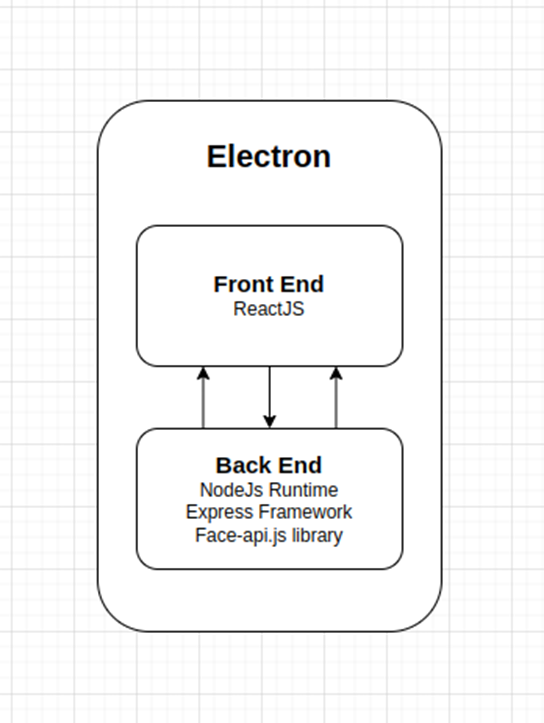 Electron
Front End
ReactJS
Back End
NodeJs Runtime
Express Framework
Face-api.js library